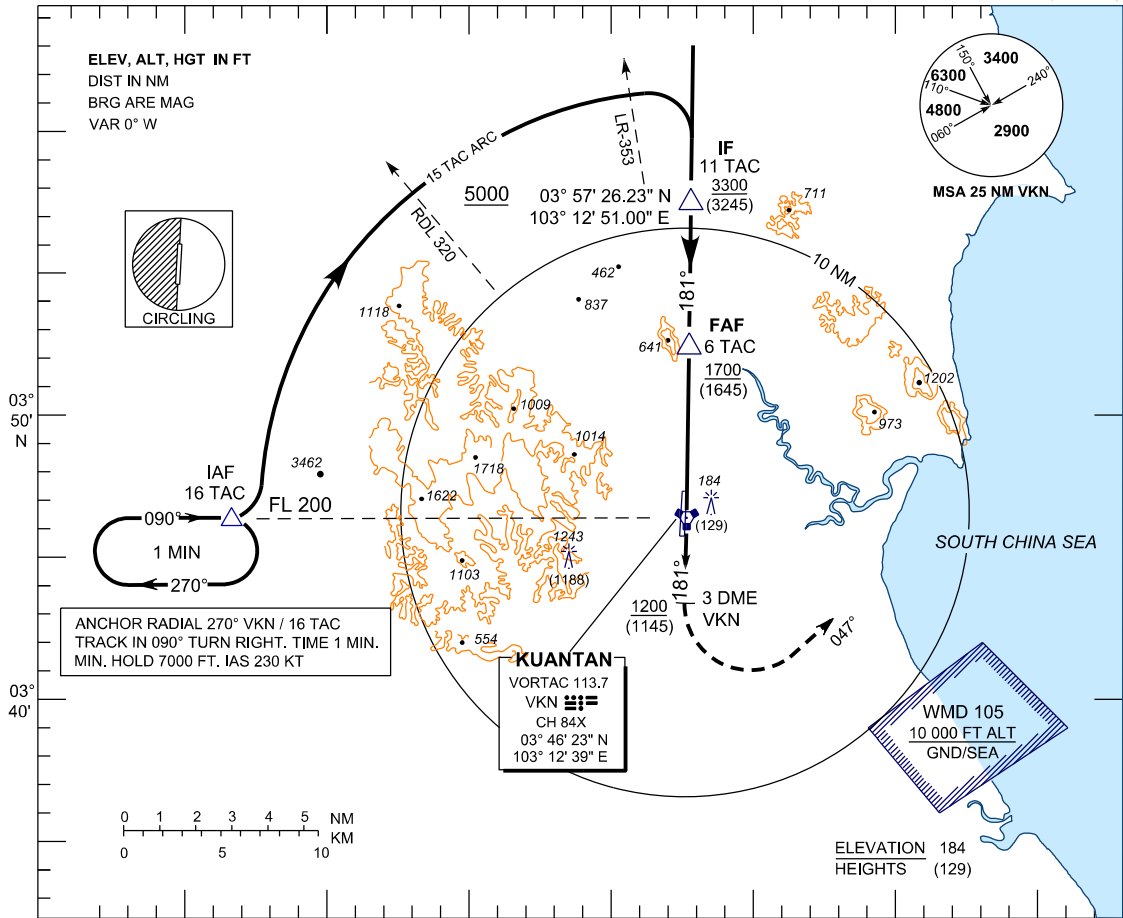 ELEV, ALT, HGT IN FT
DIST IN NM
BRG ARE MAG
VAR 0° W
CIRCLING
15 TAC ARC
LR-353
RDL 320
5000
03° 57' 26.23" N
103° 12' 51.00" E
IF
11 TAC
3300
(3245)
711
150°
3400
6300
110°
240°
4800
060°
2900
MSA 25 NM VKN
10 NM
462
837
1118
181°
641
FAF
6 TAC
1700
(1645)
1202
973
03°
50'
N
1009
1014
1718
3462
1622
IAF
16 TAC
FL 200
090°
1 MIN
270°
184
(129)
1243
(1188)
1103
554
SOUTH CHINA SEA
ANCHOR RADIAL 270° VKN / 16 TAC
TRACK IN 090° TURN RIGHT. TIME 1 MIN.
MIN. HOLD 7000 FT. IAS 230 KT
181°
3 DME
VKN
1200
(1145)
047°
KUANTAN
VORTAC 113.7
VKN
CH 84X
03° 46' 23" N
103° 12' 39" E
03°
40'
WMD 105
10 000 FT ALT
GND/SEA
0 1 2 3 4 5 NM
KM
0 5 10
ELEVATION 184
HEIGHTS (129)